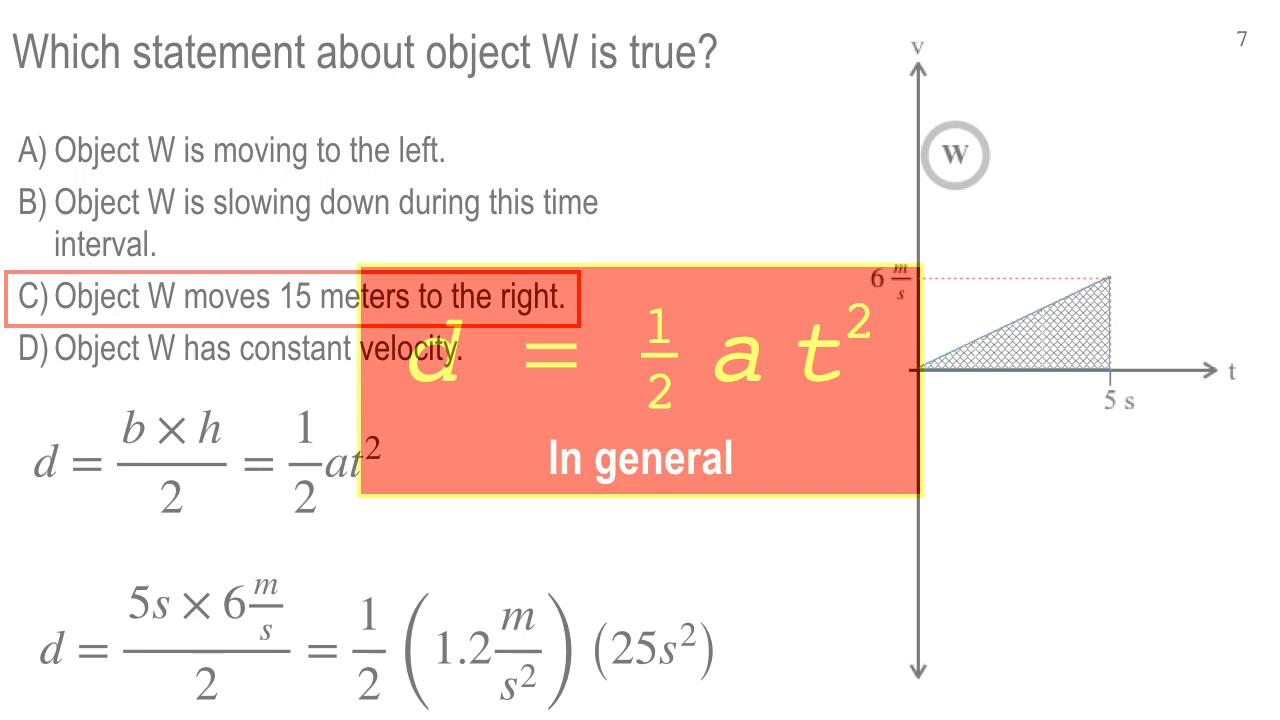 Which statement about object W is true?
7
A) Object W is moving to the left.
B) Object W is slowing down during this time
interval.
C) Object W moves 15 meters to the right.
D) Object W has constant velocity.
d = b × h / 2 = 1/2 at²
d = 5s × 6 m/s / 2 = 1/2 (1.2 m/s²) (25s²)
d = 1/2 a t²
In general
v
W
6 m/s
t
5 s